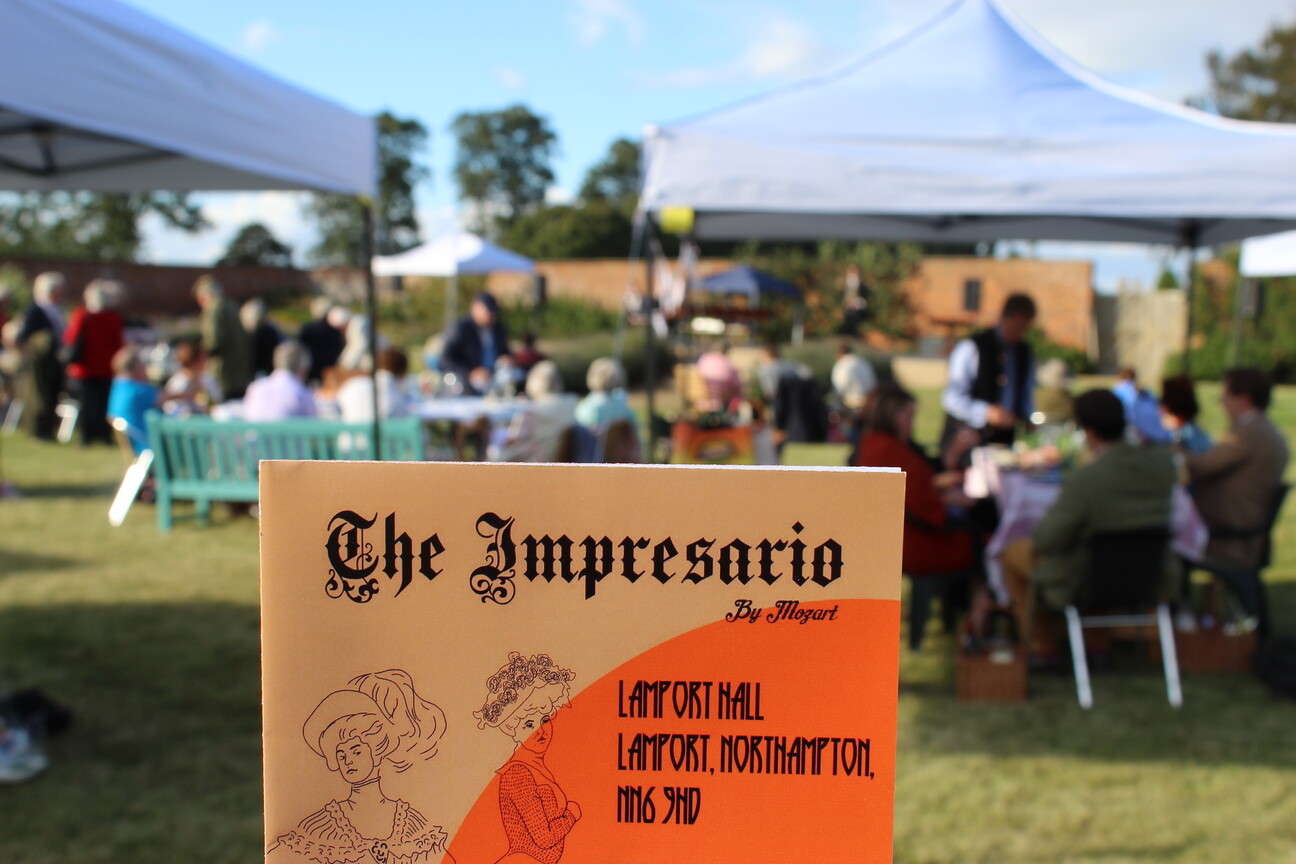 The Impresario
By Mozart
LAMPORT HALL
LAMPORT, NORTHAMPTON,
NN6 9HD